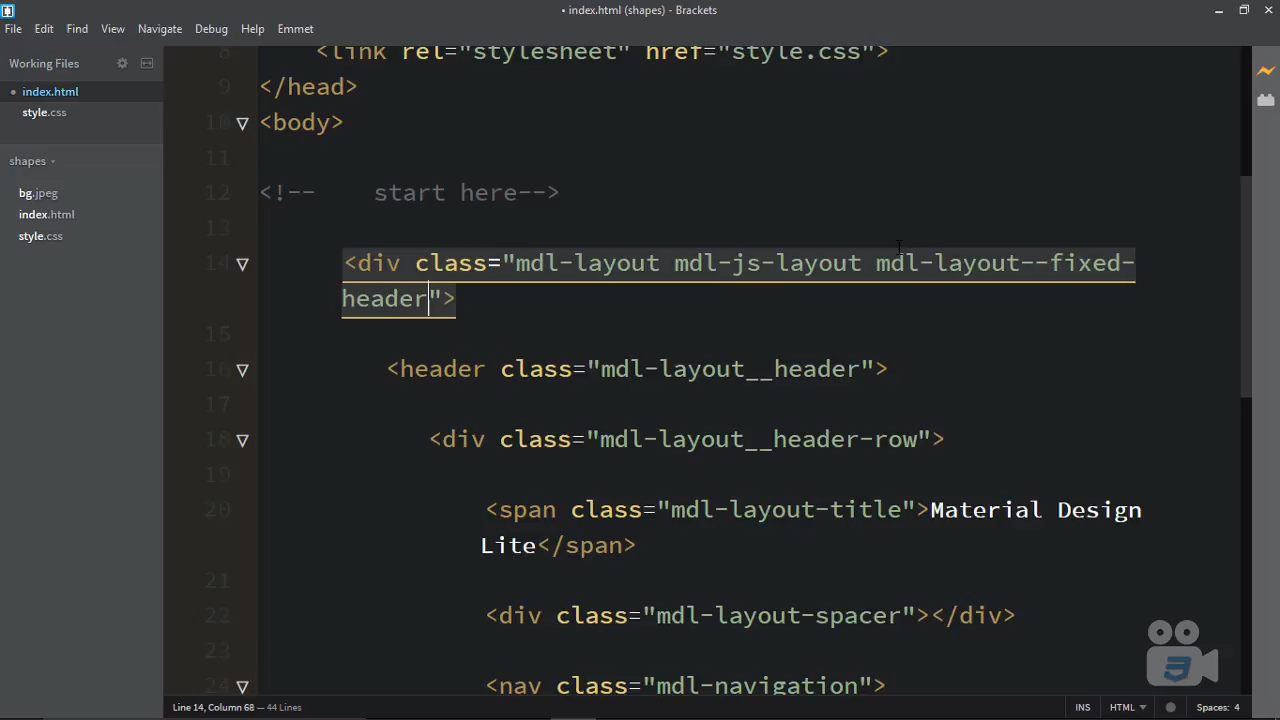 • index.html (shapes) - Brackets
File Edit Find View Navigate Debug Help Emmet
Working Files
• index.html
style.css
shapes
bg.jpeg
index.html
style.css
8 <link rel="stylesheet" href="style.css">
9 </head>
10 <body>
11
12 <!-- start here-->
13
14 <div class="mdl-layout mdl-js-layout mdl-layout--fixed-
header">
15
16 <header class="mdl-layout__header">
17
18 <div class="mdl-layout__header-row">
19
20 <span class="mdl-layout-title">Material Design
Lite</span>
21
22 <div class="mdl-layout-spacer"></div>
23
24 <nav class="mdl-navigation">
Line 14, Column 68 — 44 Lines
INS HTML Spaces: 4